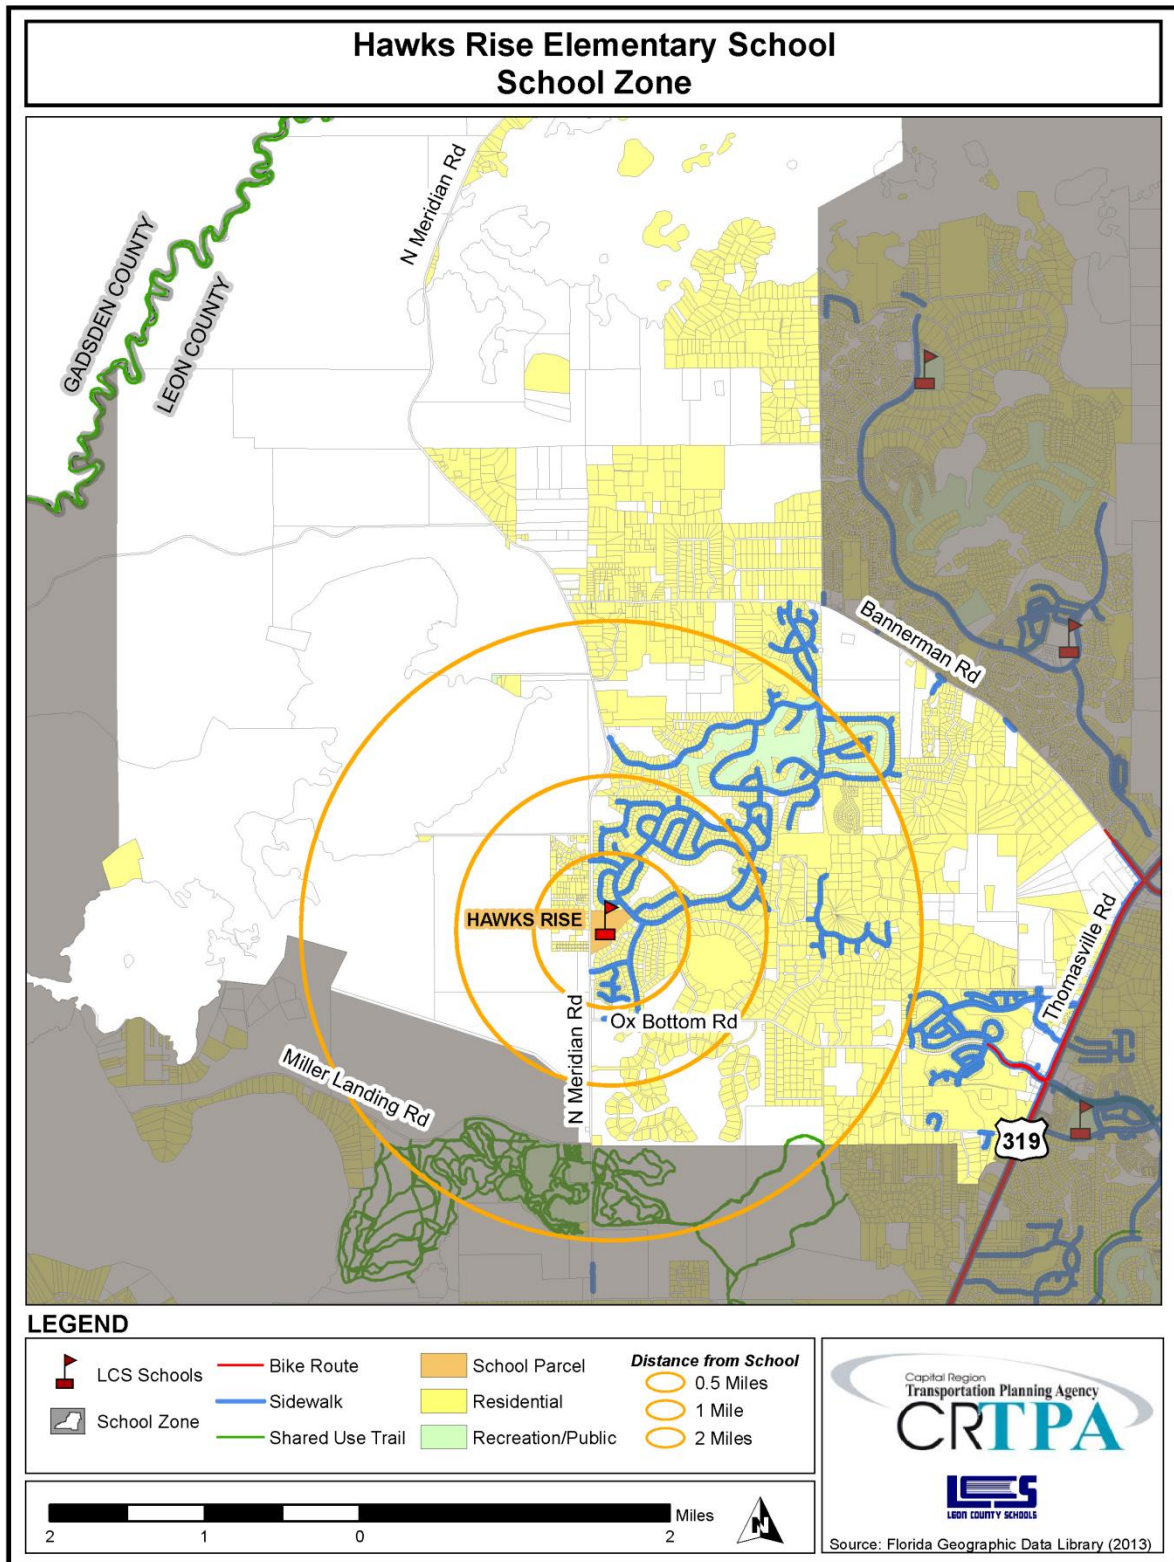 Hawks Rise Elementary School
School Zone
N Meridian Rd
GADSDEN COUNTY
LEON COUNTY
Bannerman Rd
HAWKS RISE
Thomasville Rd
N Meridian Rd
Ox Bottom Rd
Miller Landing Rd
319
LEGEND
LCS Schools
School Zone
Bike Route
Sidewalk
Shared Use Trail
School Parcel
Residential
Recreation/Public
Distance from School
0.5 Miles
1 Mile
2 Miles
Miles
2 1 0 2
N
Capital Region
Transportation Planning Agency
CRTPA
LCS
LEON COUNTY SCHOOLS
Source: Florida Geographic Data Library (2013)